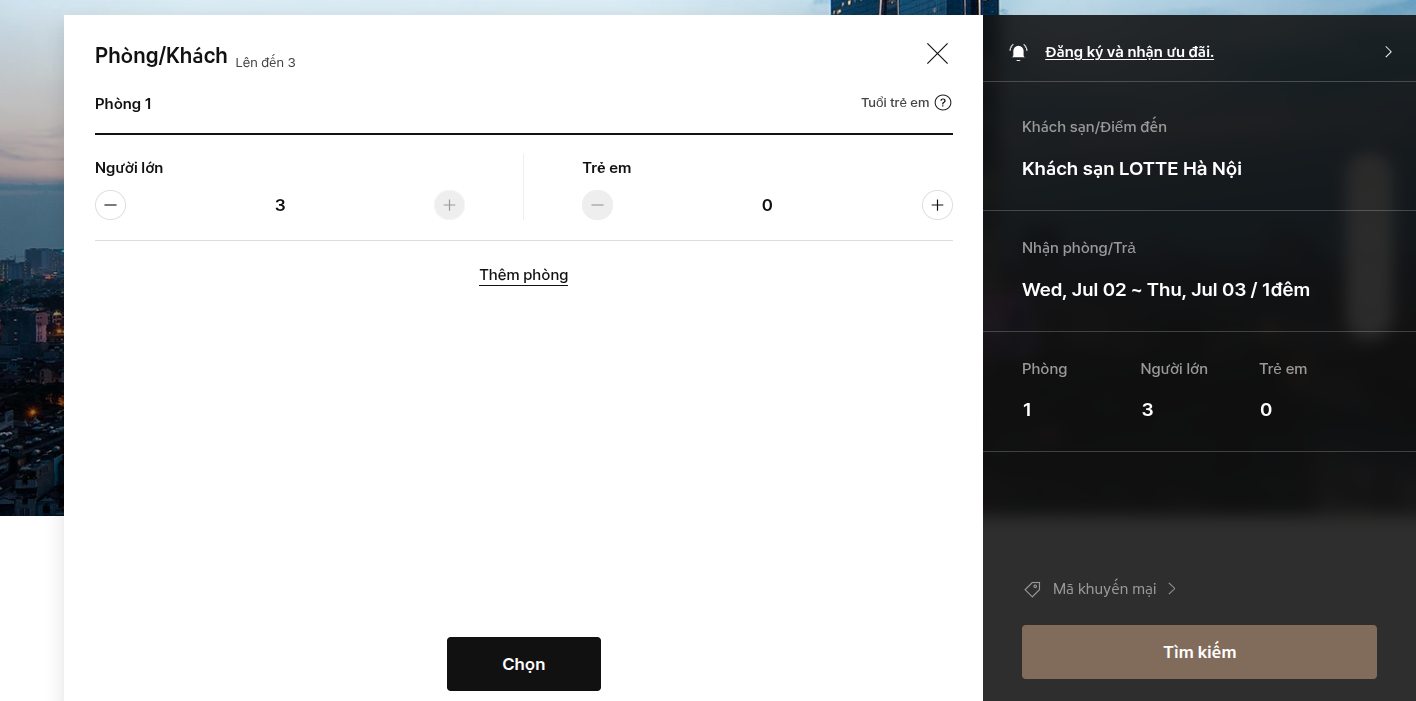 Phòng/Khách Lên đến 3
Phòng 1
Tuổi trẻ em ?
Người lớn
Trẻ em
3
0
Thêm phòng
Chọn
Đăng ký và nhận ưu đãi.
Khách sạn/Điểm đến
Khách sạn LOTTE Hà Nội
Nhận phòng/Trả
Wed, Jul 02 ~ Thu, Jul 03 / 1đêm
Phòng Người lớn Trẻ em
1 3 0
Mã khuyến mại
Tìm kiếm